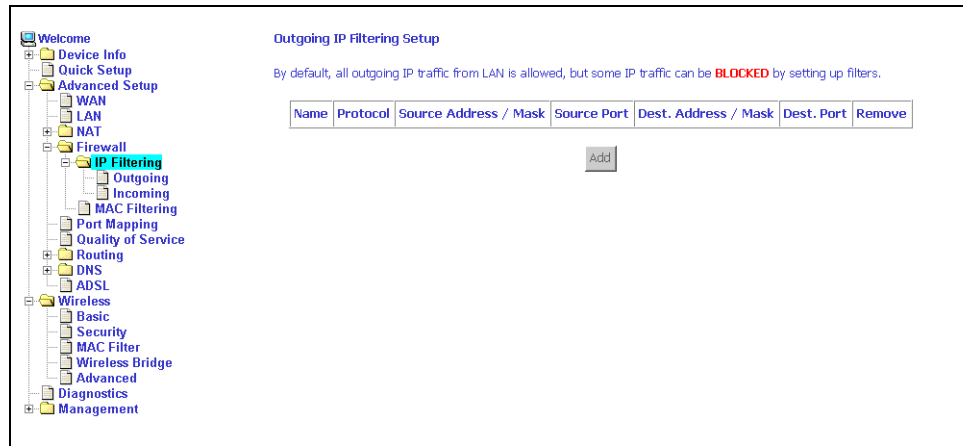 Welcome
Device Info
Quick Setup
Advanced Setup
WAN
LAN
NAT
Firewall
IP Filtering
Outgoing
Incoming
MAC Filtering
Port Mapping
Quality of Service
Routing
DNS
ADSL
Wireless
Basic
Security
MAC Filter
Wireless Bridge
Advanced
Diagnostics
Management
Outgoing IP Filtering Setup
By default, all outgoing IP traffic from LAN is allowed, but some IP traffic can be BLOCKED by setting up filters.
Name Protocol Source Address / Mask Source Port Dest. Address / Mask Dest. Port Remove
Add